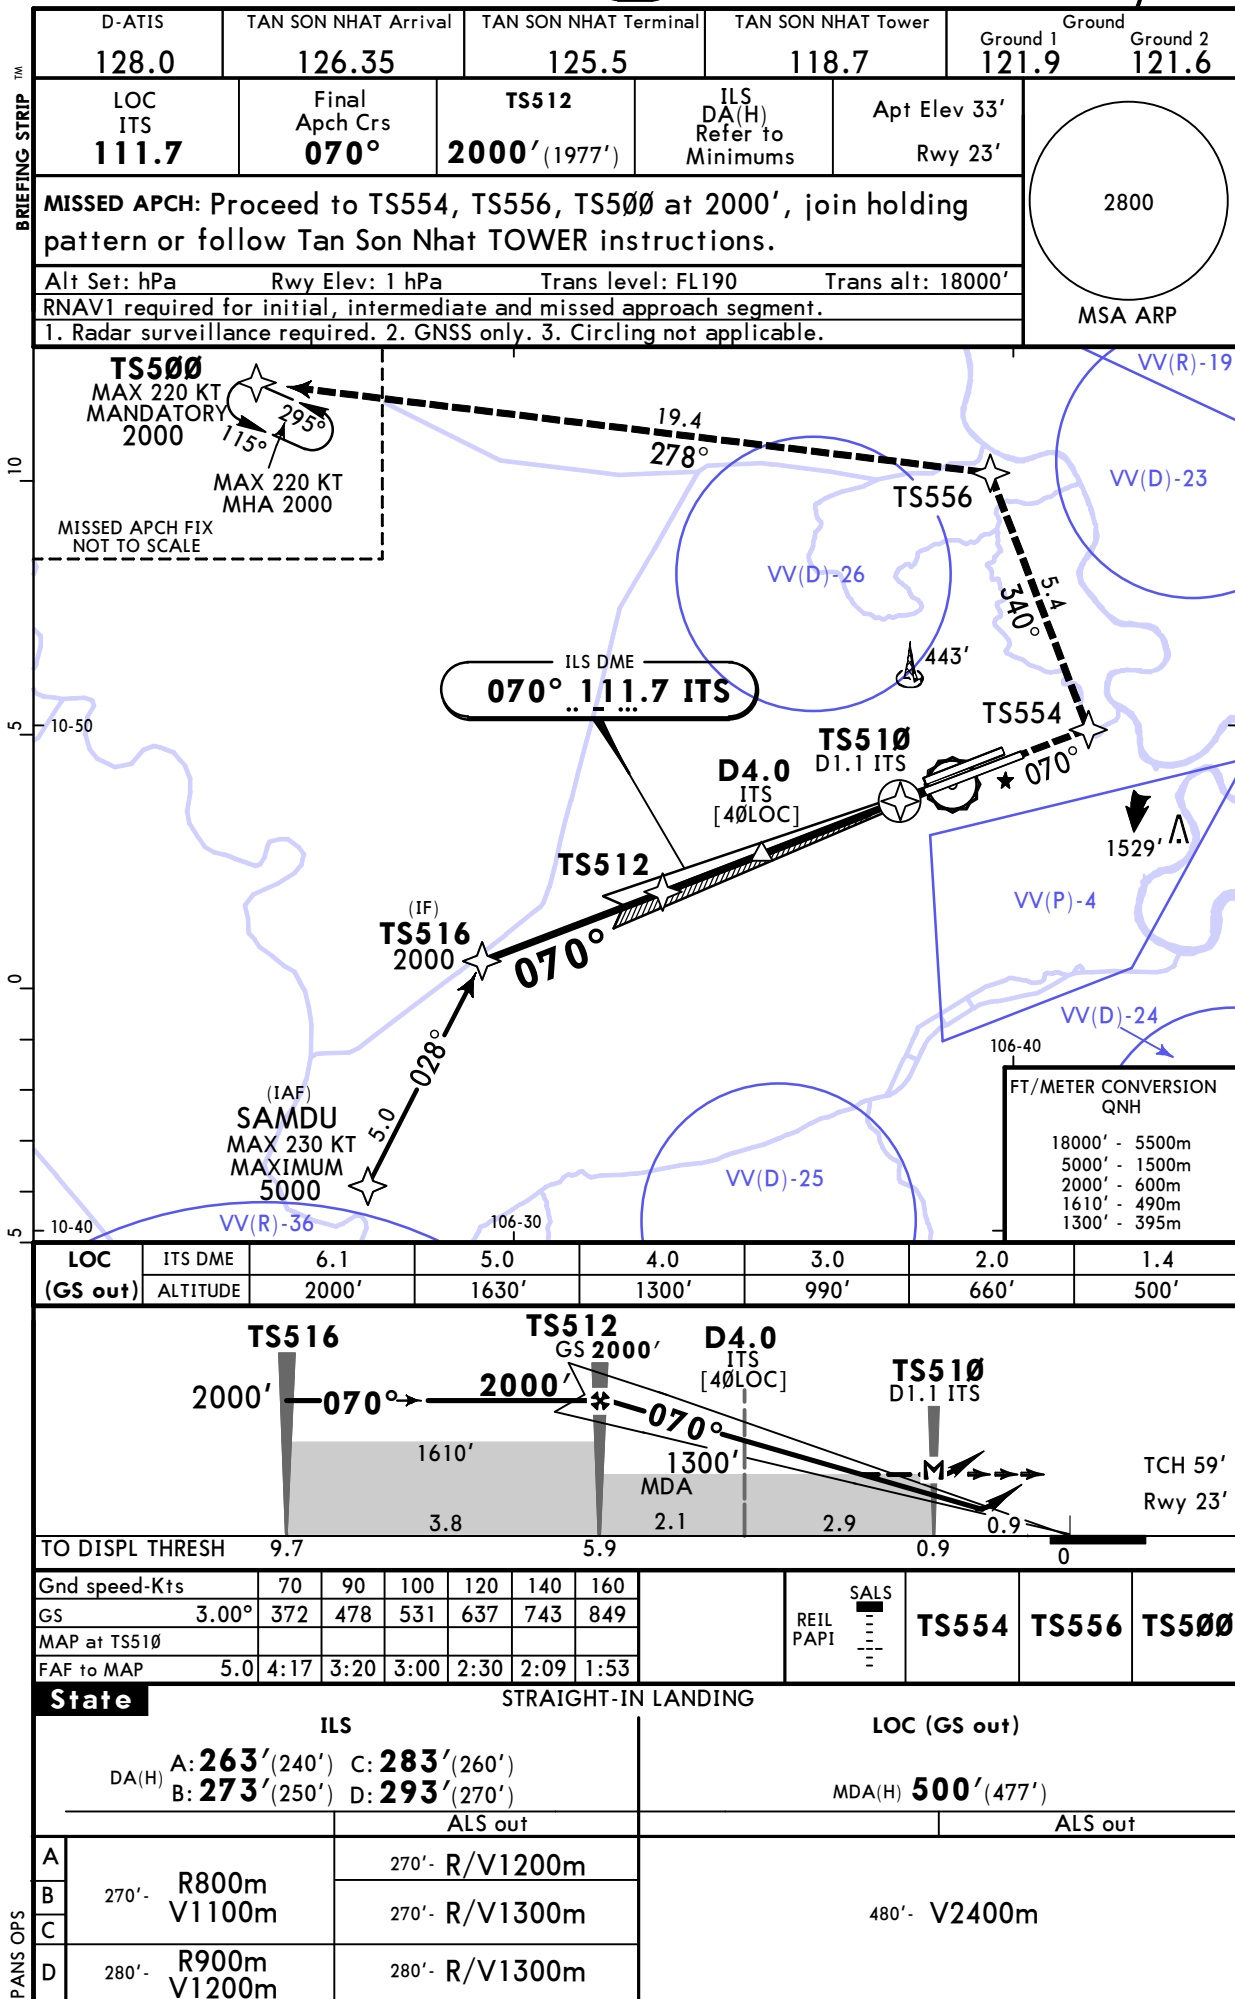 D-ATIS
128.0
TAN SON NHAT Arrival
126.35
TAN SON NHAT Terminal
125.5
TAN SON NHAT Tower
118.7
Ground
Ground 1 Ground 2
121.9 121.6
BRIEFING STRIP TM
LOC
ITS
111.7
Final
Apch Crs
070°
TS512
2000'(1977')
ILS
DA(H)
Refer to
Minimums
Apt Elev 33'
Rwy 23'
2800
MSA ARP
MISSED APCH: Proceed to TS554, TS556, TS5ØØ at 2000', join holding
pattern or follow Tan Son Nhat TOWER instructions.
Alt Set: hPa Rwy Elev: 1 hPa Trans level: FL190 Trans alt: 18000'
RNAV1 required for initial, intermediate and missed approach segment.
1. Radar surveillance required. 2. GNSS only. 3. Circling not applicable.
TS5ØØ
MAX 220 KT
MANDATORY
2000
295°
115°
MAX 220 KT
MHA 2000
MISSED APCH FIX
NOT TO SCALE
19.4
278°
VV(R)-19
VV(D)-23
TS556
VV(D)-26
5.4
340°
443'
ILS DME
070° 111.7 ITS
TS554
10-50
TS51Ø
D1.1 ITS
D4.0
ITS
[4ØLOC]
070°
1529'
TS512
VV(P)-4
(IF)
TS516
2000
070°
VV(D)-24
028°
5.0
106-40
(IAF)
SAMDU
MAX 230 KT
MAXIMUM
5000
VV(D)-25
VV(R)-36
10-40
106-30
10
5
0
5
FT/METER CONVERSION
QNH
18000' - 5500m
5000' - 1500m
2000' - 600m
1610' - 490m
1300' - 395m
LOC
(GS out)
ITS DME 6.1 5.0 4.0 3.0 2.0 1.4
ALTITUDE 2000' 1630' 1300' 990' 660' 500'
TS516
TS512
GS 2000'
D4.0
ITS
[4ØLOC]
TS51Ø
D1.1 ITS
2000' 070° 2000'
070°
1610'
1300'
MDA
M
TCH 59'
Rwy 23'
3.8 2.1 2.9 0.9
TO DISPL THRESH 9.7 5.9 0.9 0
Gnd speed-Kts 70 90 100 120 140 160
GS 3.00° 372 478 531 637 743 849
MAP at TS51Ø
FAF to MAP 5.0 4:17 3:20 3:00 2:30 2:09 1:53
SALS
REIL
PAPI
TS554 TS556 TS5ØØ
State
STRAIGHT-IN LANDING
ILS
LOC (GS out)
DA(H) A: 263'(240') C: 283'(260')
B: 273'(250') D: 293'(270')
MDA(H) 500'(477')
ALS out
ALS out
A
B
C
D
270'- R800m
V1100m
270'- R/V1200m
270'- R/V1300m
480'- V2400m
280'- R900m
V1200m
280'- R/V1300m
PANS OPS